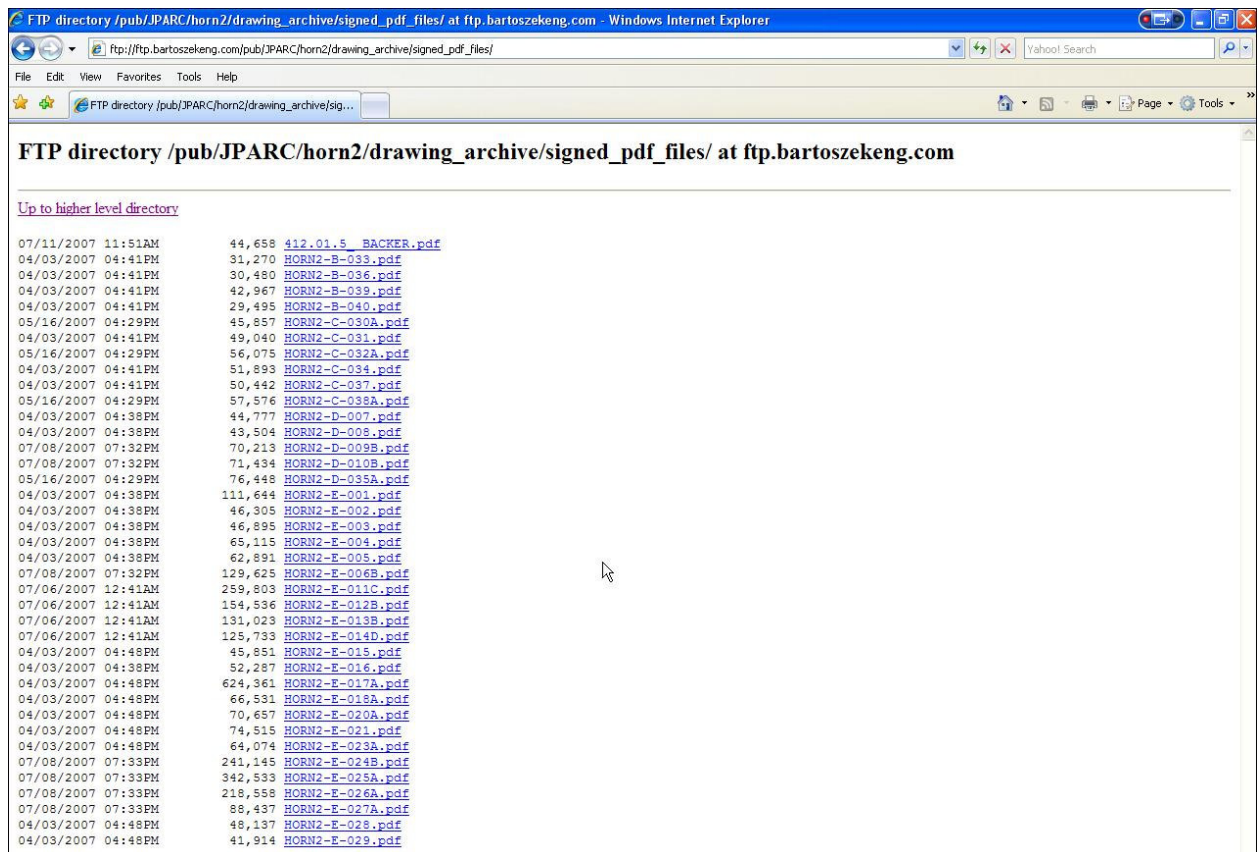 FTP directory /pub/JPARC/horn2/drawing_archive/signed_pdf_files/ at ftp.bartoszekeng.com - Windows Internet Explorer
ftp://ftp.bartoszekeng.com/pub/JPARC/horn2/drawing_archive/signed_pdf_files/ Yahoo! Search
File Edit View Favorites Tools Help
FTP directory /pub/JPARC/horn2/drawing_archive/sig... Page Tools »
FTP directory /pub/JPARC/horn2/drawing_archive/signed_pdf_files/ at ftp.bartoszekeng.com
Up to higher level directory
07/11/2007 11:51AM 44,658 412.01.5_ BACKER.pdf
04/03/2007 04:41PM 31,270 HORN2-B-033.pdf
04/03/2007 04:41PM 30,480 HORN2-B-036.pdf
04/03/2007 04:41PM 42,967 HORN2-B-039.pdf
04/03/2007 04:41PM 29,495 HORN2-B-040.pdf
05/16/2007 04:29PM 45,857 HORN2-C-030A.pdf
04/03/2007 04:41PM 49,040 HORN2-C-031.pdf
05/16/2007 04:29PM 56,075 HORN2-C-032A.pdf
04/03/2007 04:41PM 51,893 HORN2-C-034.pdf
04/03/2007 04:41PM 50,442 HORN2-C-037.pdf
05/16/2007 04:29PM 57,576 HORN2-C-038A.pdf
04/03/2007 04:38PM 44,777 HORN2-D-007.pdf
04/03/2007 04:38PM 43,504 HORN2-D-008.pdf
07/08/2007 07:32PM 70,213 HORN2-D-009B.pdf
07/08/2007 07:32PM 71,434 HORN2-D-010B.pdf
05/16/2007 04:29PM 76,448 HORN2-D-035A.pdf
04/03/2007 04:38PM 111,644 HORN2-E-001.pdf
04/03/2007 04:38PM 46,305 HORN2-E-002.pdf
04/03/2007 04:38PM 46,895 HORN2-E-003.pdf
04/03/2007 04:38PM 65,115 HORN2-E-004.pdf
04/03/2007 04:38PM 62,891 HORN2-E-005.pdf
07/08/2007 07:32PM 129,625 HORN2-E-006B.pdf
07/06/2007 12:41AM 259,803 HORN2-E-011C.pdf
07/06/2007 12:41AM 154,536 HORN2-E-012B.pdf
07/06/2007 12:41AM 131,023 HORN2-E-013B.pdf
07/06/2007 12:41AM 125,733 HORN2-E-014D.pdf
04/03/2007 04:48PM 45,851 HORN2-E-015.pdf
04/03/2007 04:38PM 52,287 HORN2-E-016.pdf
04/03/2007 04:48PM 624,361 HORN2-E-017A.pdf
04/03/2007 04:48PM 66,531 HORN2-E-018A.pdf
04/03/2007 04:48PM 70,657 HORN2-E-020A.pdf
04/03/2007 04:48PM 74,515 HORN2-E-021.pdf
04/03/2007 04:48PM 64,074 HORN2-E-023A.pdf
07/08/2007 07:33PM 241,145 HORN2-E-024B.pdf
07/08/2007 07:33PM 342,533 HORN2-E-025A.pdf
07/08/2007 07:33PM 218,558 HORN2-E-026A.pdf
07/08/2007 07:33PM 88,437 HORN2-E-027A.pdf
04/03/2007 04:48PM 48,137 HORN2-E-028.pdf
04/03/2007 04:48PM 41,914 HORN2-E-029.pdf